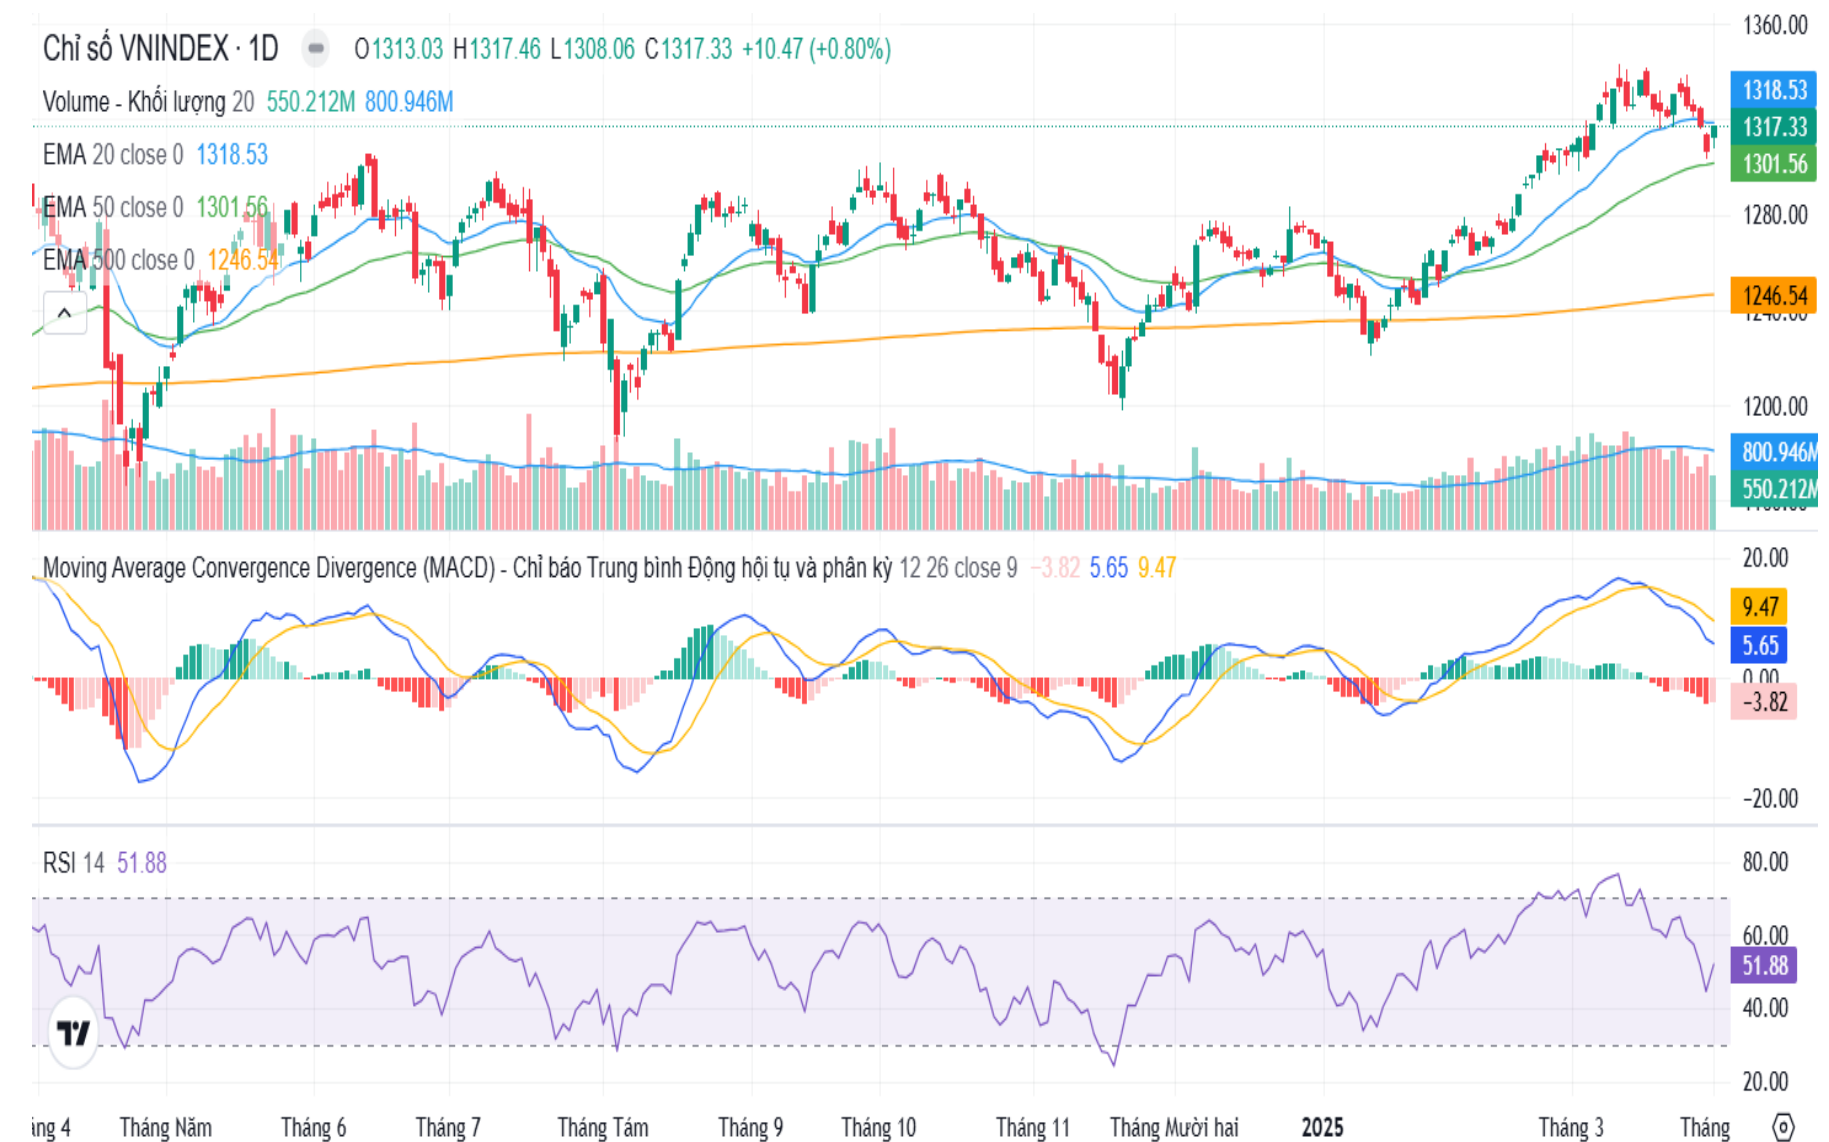 Chỉ số VNINDEX · 1D O1313.03 H1317.46 L1308.06 C1317.33 +10.47 (+0.80%)
Volume - Khối lượng 20 550.212M 800.946M
EMA 20 close 0 1318.53
EMA 50 close 0 1301.56
EMA 500 close 0 1246.54
1360.00
1318.53
1317.33
1301.56
1280.00
1246.54
1240.00
1200.00
800.946M
550.212M
Moving Average Convergence Divergence (MACD) - Chỉ báo Trung bình Động hội tụ và phân kỳ 12 26 close 9 −3.82 5.65 9.47
20.00
9.47
5.65
0.00
−3.82
−20.00
RSI 14 51.88
80.00
60.00
51.88
40.00
20.00
áng 4 Tháng Năm Tháng 6 Tháng 7 Tháng Tám Tháng 9 Tháng 10 Tháng 11 Tháng Mười hai 2025 Tháng 3 Tháng